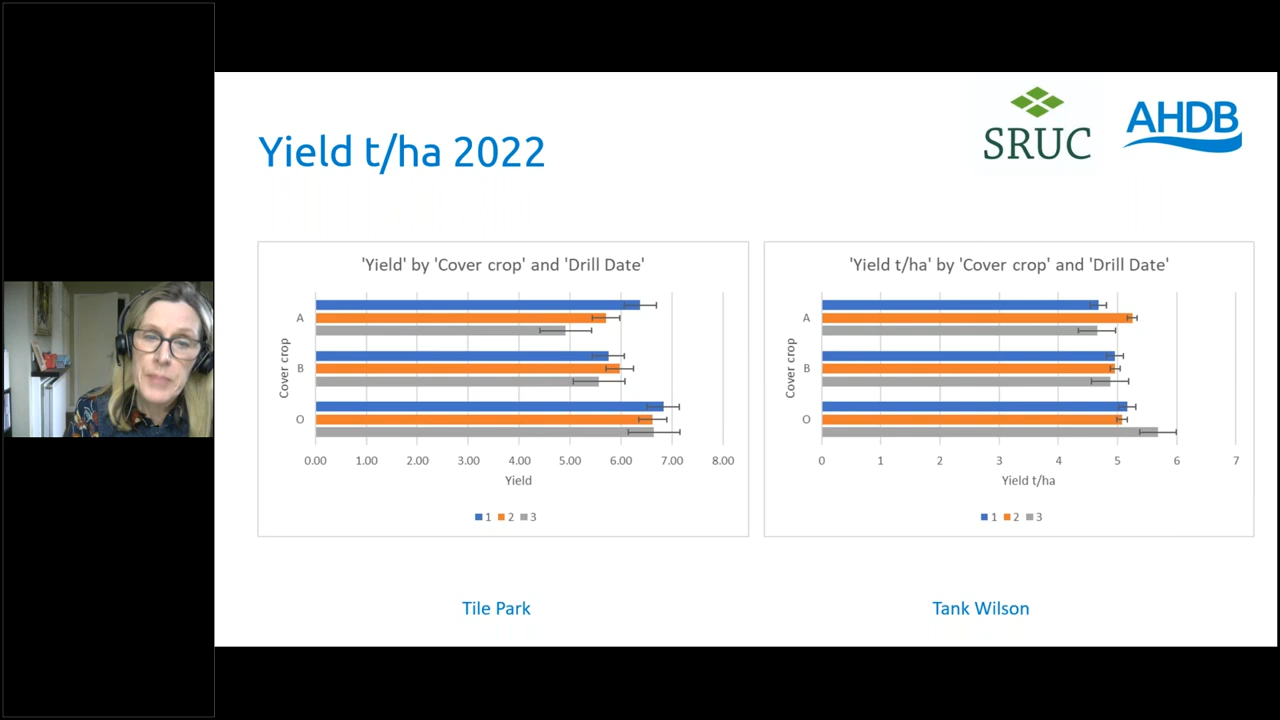 Yield t/ha 2022
SRUC
AHDB
'Yield' by 'Cover crop' and 'Drill Date'
Cover crop
A
B
O
0.00 1.00 2.00 3.00 4.00 5.00 6.00 7.00 8.00
Yield
1 2 3
Tile Park
'Yield t/ha' by 'Cover crop' and 'Drill Date'
Cover crop
A
B
O
0 1 2 3 4 5 6 7
Yield t/ha
1 2 3
Tank Wilson